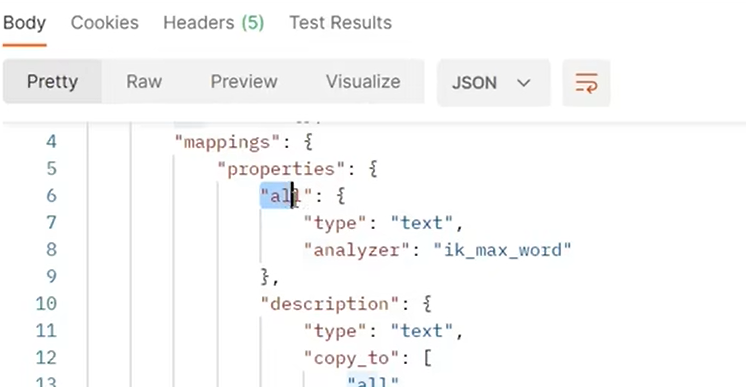 Body Cookies Headers (5) Test Results
Pretty Raw Preview Visualize JSON
4 "mappings": {
5 "properties": {
6 "all": {
7 "type": "text",
8 "analyzer": "ik_max_word"
9 },
10 "description": {
11 "type": "text",
12 "copy_to": [
13 "all"